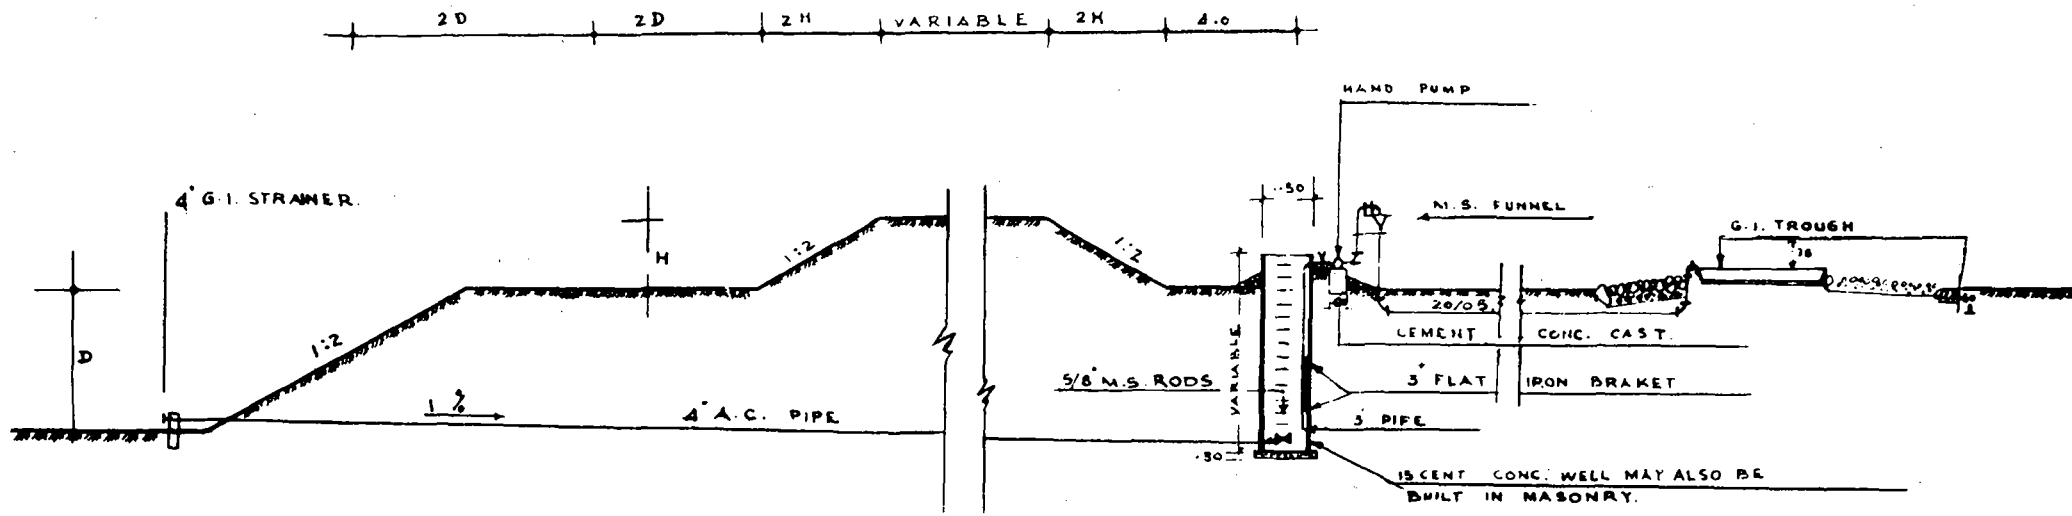 2D 2D 2H VARIABLE 2H 4.0
HAND PUMP
4" G.I. STRAINER.
M.S. FUNNEL
G.I. TROUGH
1:2
H
1:2
1:2
D
20/05
CEMENT CONC. CAST.
VARIABLE
5/8" M.S. RODS
3" FLAT IRON BRAKET
1 %
4" A.C. PIPE
3" PIPE
.30
15 CENT CONC. WELL MAY ALSO BE
BUILT IN MASONRY.